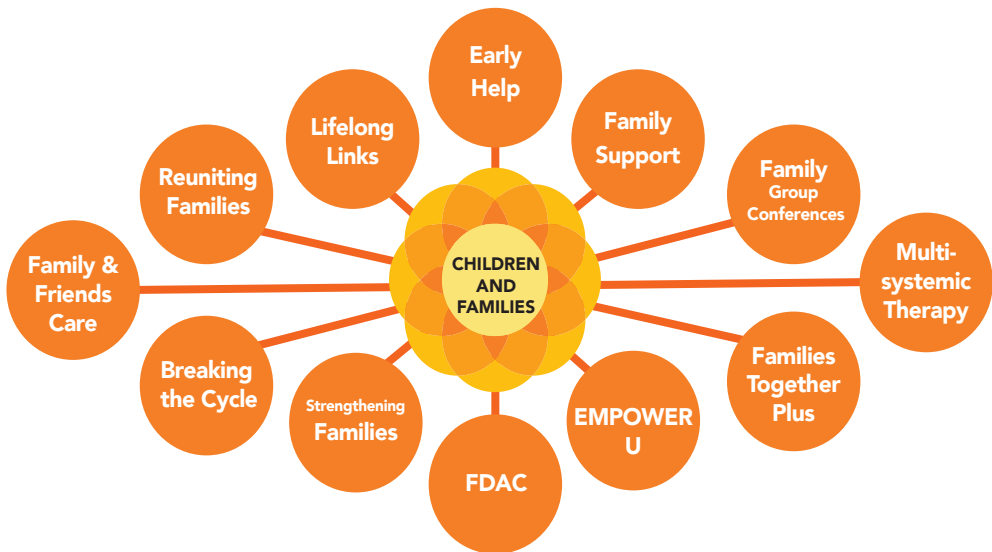 Early
Help
Lifelong
Links
Family
Support
Reuniting
Families
Family
Group
Conferences
Family &
Friends
Care
CHILDREN
AND
FAMILIES
Multi-
systemic
Therapy
Breaking
the Cycle
Families
Together
Plus
Strengthening
Families
EMPOWER
U
FDAC